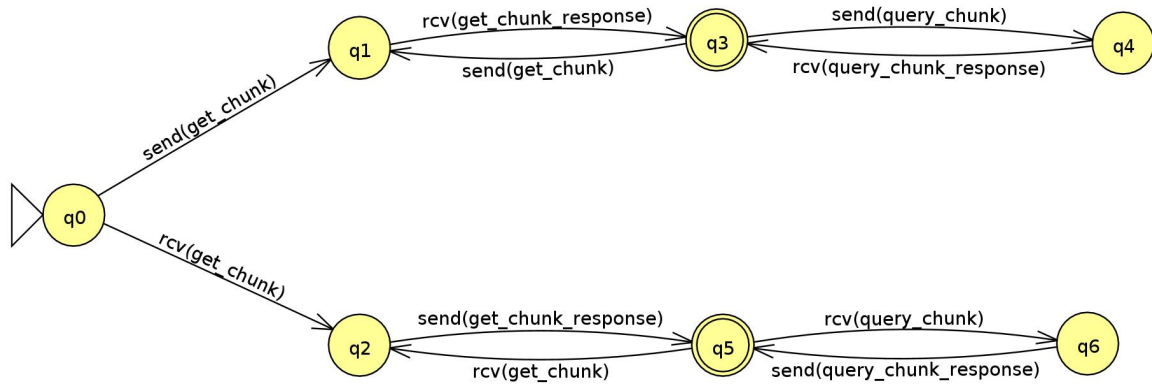 rcv(get_chunk_response)
send(query_chunk)
q1
q3
q4
send(get_chunk)
rcv(query_chunk_response)
send(get_chunk)
q0
rcv(get_chunk)
send(get_chunk_response)
rcv(query_chunk)
q2
q5
q6
rcv(get_chunk)
send(query_chunk_response)